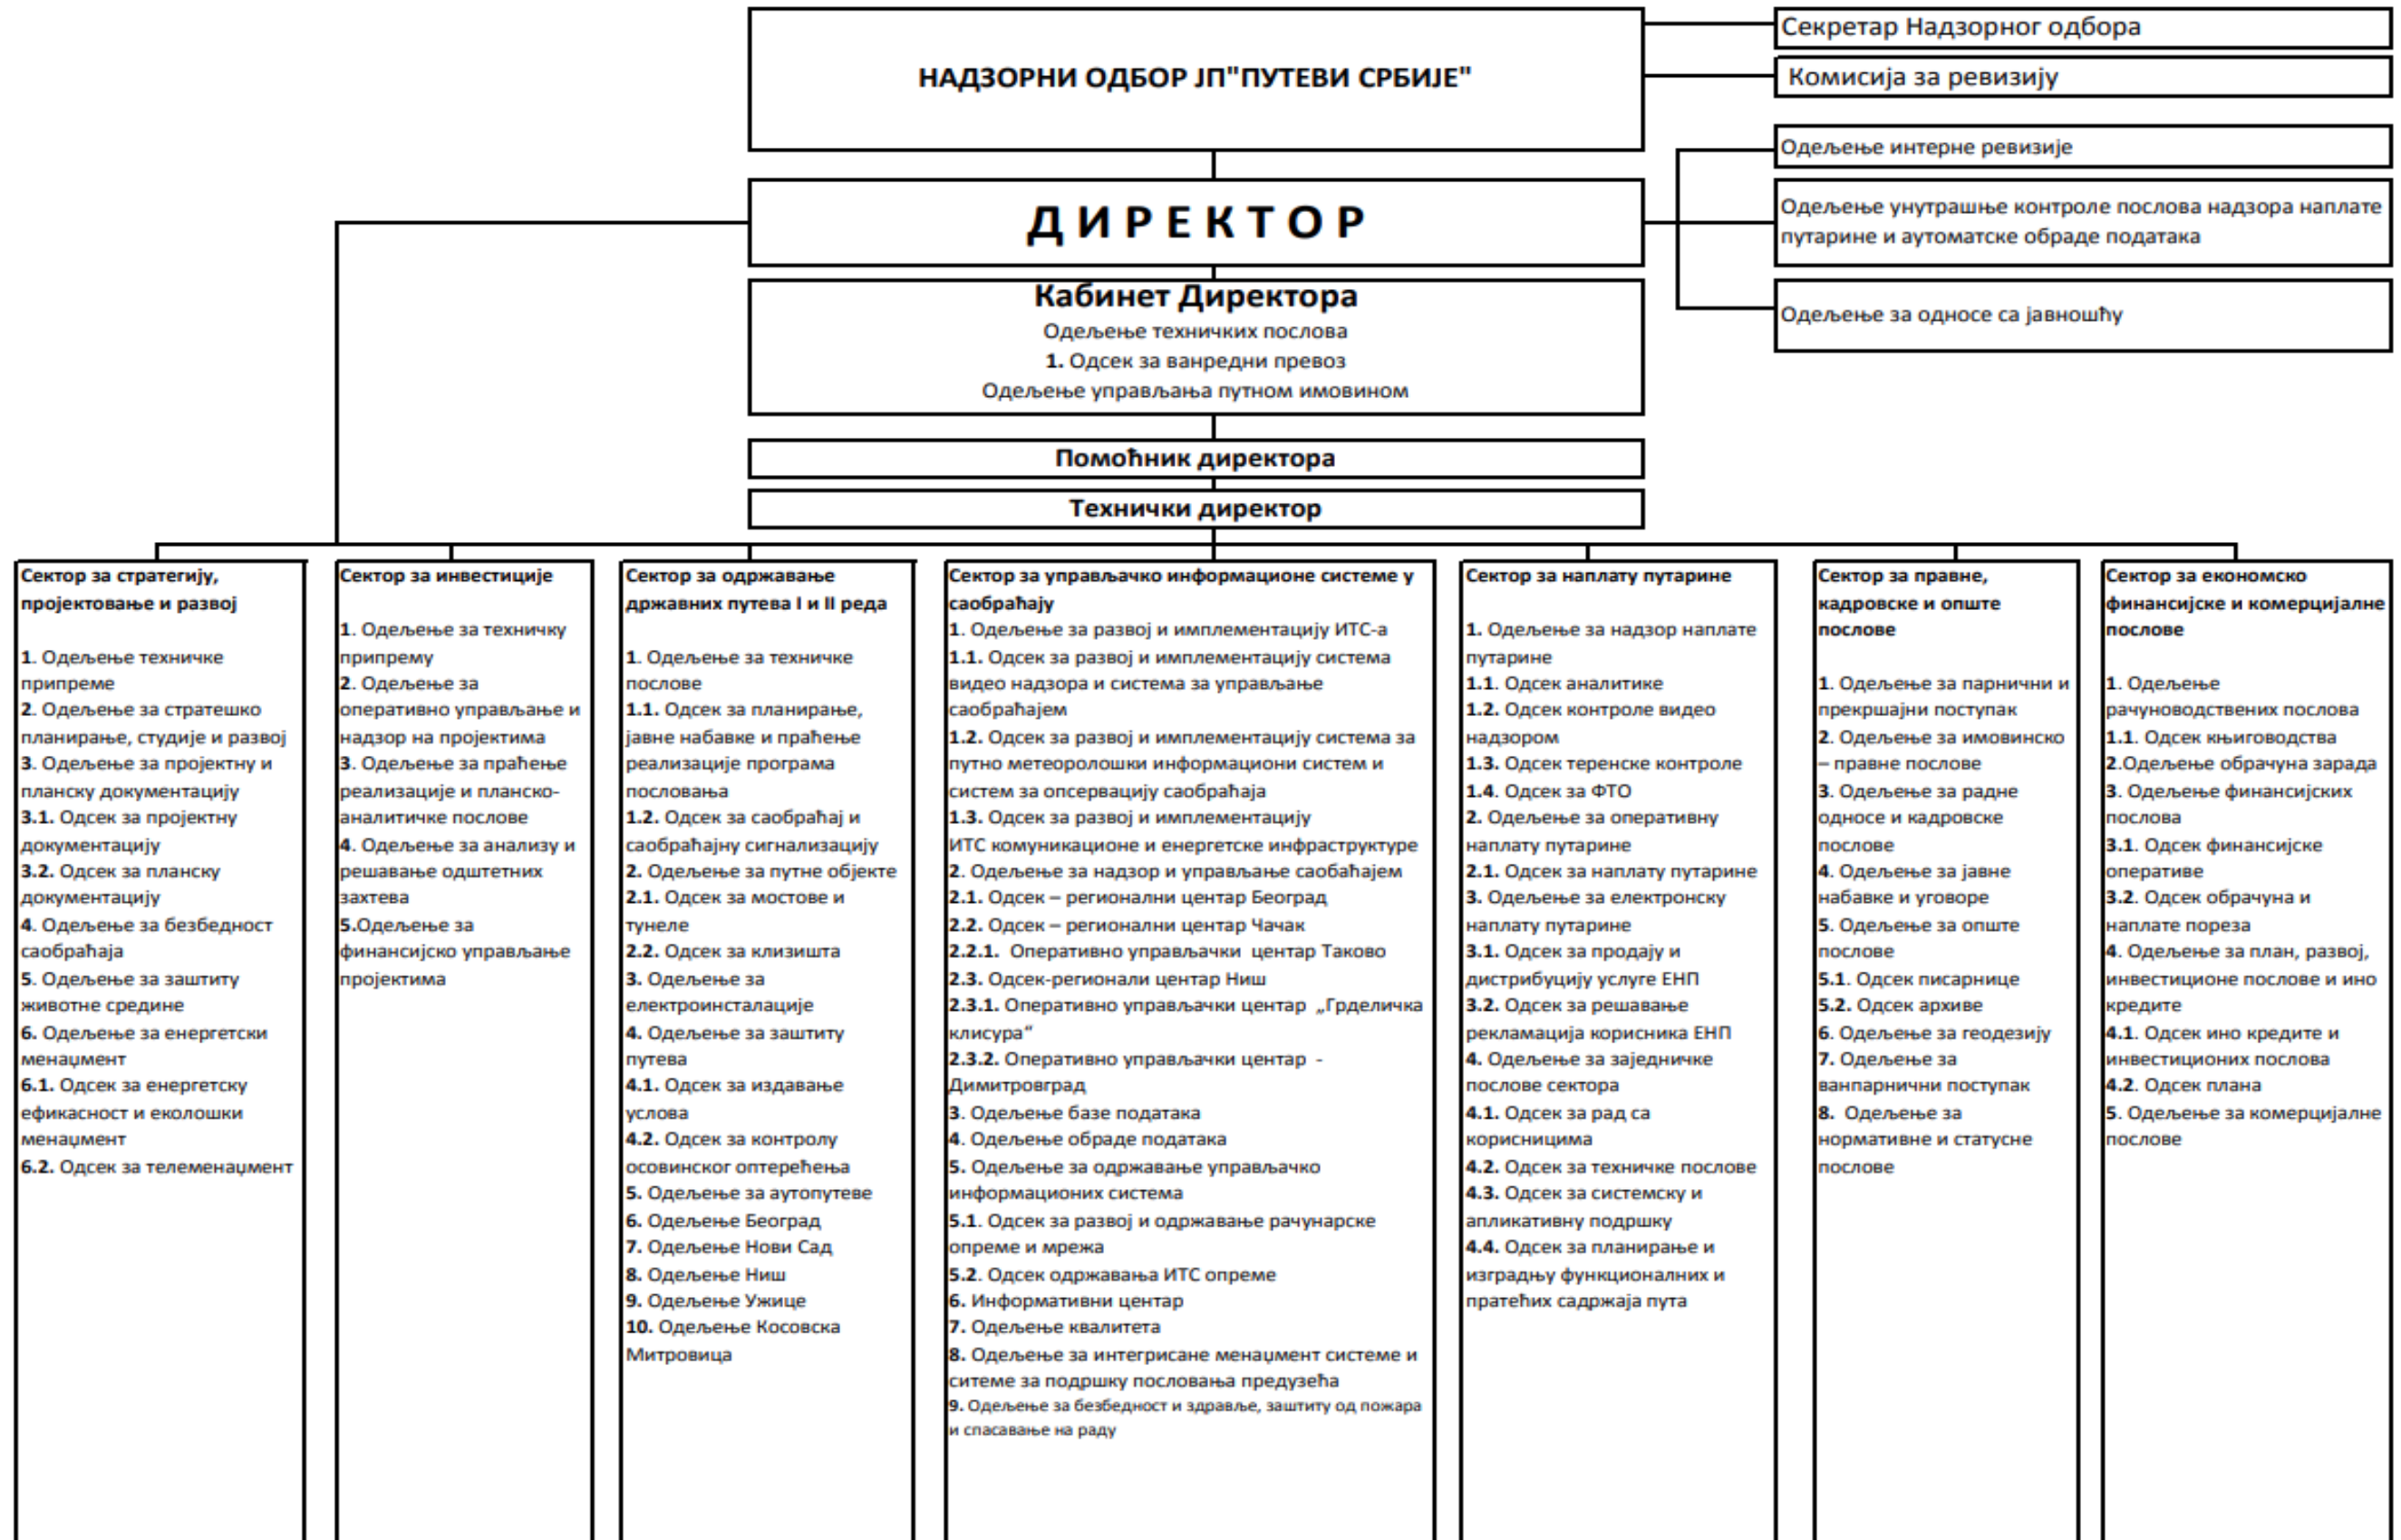 НАДЗОРНИ ОДБОР ЈП"ПУТЕВИ СРБИЈЕ"
Секретар Надзорног одбора
Комисија за ревизију
Одељење интерне ревизије
Одељење унутрашње контроле послова надзора наплате
путарине и аутоматске обраде података
Одељење за односе са јавношћу
Д И Р Е К Т О Р
Кабинет Директора
Одељење техничких послова
1. Одсек за ванредни превоз
Одељење управљања путном имовином
Помоћник директора
Технички директор
Сектор за стратегију,
пројектовање и развој
1. Одељење техничке
припреме
2. Одељење за стратешко
планирање, студије и развој
3. Одељење за пројектну и
планску документацију
3.1. Одсек за пројектну
документацију
3.2. Одсек за планску
документацију
4. Одељење за безбедност
саобраћаја
5. Одељење за заштиту
животне средине
6. Одељење за енергетски
менаџмент
6.1. Одсек за енергетску
ефикасност и еколошки
менаџмент
6.2. Одсек за телеменаџмент
Сектор за инвестиције
1. Одељење за техничку
припрему
2. Одељење за
оперативно управљање и
надзор на пројектима
3. Одељење за праћење
реализације и планско-
аналитичке послове
4. Одељење за анализу и
решавање одштетних
захтева
5.Одељење за
финансијско управљање
пројектима
Сектор за одржавање
државних путева I и II реда
1. Одељење за техничке
послове
1.1. Одсек за планирање,
јавне набавке и праћење
реализације програма
пословања
1.2. Одсек за саобраћај и
саобраћајну сигнализацију
2. Одељење за путне објекте
2.1. Одсек за мостове и
тунеле
2.2. Одсек за клизишта
3. Одељење за
електроинсталације
4. Одељење за заштиту
путева
4.1. Одсек за издавање
услова
4.2. Одсек за контролу
осовинског оптерећења
5. Одељење за аутопутеве
6. Одељење Београд
7. Одељење Нови Сад
8. Одељење Ниш
9. Одељење Ужице
10. Одељење Косовска
Митровица
Сектор за управљачко информационе системе у
саобраћају
1. Одељење за развој и имплементацију ИТС-а
1.1. Одсек за развој и имплементацију система
видео надзора и система за управљање
саобраћајем
1.2. Одсек за развој и имплементацију система за
путно метеоролошки информациони систем и
систем за опсервацију саобраћаја
1.3. Одсек за развој и имплементацију
ИТС комуникационе и енергетске инфраструктуре
2. Одељење за надзор и управљање саобаћајем
2.1. Одсек – регионални центар Београд
2.2. Одсек – регионални центар Чачак
2.2.1. Оперативно управљачки центар Таково
2.3. Одсек-регионали центар Ниш
2.3.1. Оперативно управљачки центар „Грделичка
клисура“
2.3.2. Оперативно управљачки центар -
Димитровград
3. Одељење базе података
4. Одељење обраде података
5. Одељење за одржавање управљачко
информационих система
5.1. Одсек за развој и одржавање рачунарске
опреме и мрежа
5.2. Одсек одржавања ИТС опреме
6. Информативни центар
7. Одељење квалитета
8. Одељење за интегрисане менаџмент системе и
ситеме за подршку пословања предузећа
9. Одељење за безбедност и здравље, заштиту од пожара
и спасавање на раду
Сектор за наплату путарине
1. Одељење за надзор наплате
путарине
1.1. Одсек аналитике
1.2. Одсек контроле видео
надзором
1.3. Одсек теренске контроле
1.4. Одсек за ФТО
2. Одељење за оперативну
наплату путарине
2.1. Одсек за наплату путарине
3. Одељење за електронску
наплату путарине
3.1. Одсек за продају и
дистрибуцију услуге ЕНП
3.2. Одсек за решавање
рекламација корисника ЕНП
4. Одељење за заједничке
послове сектора
4.1. Одсек за рад са
корисницима
4.2. Одсек за техничке послове
4.3. Одсек за системску и
апликативну подршку
4.4. Одсек за планирање и
изградњу функционалних и
пратећих садржаја пута
Сектор за правне,
кадровске и опште
послове
1. Одељење за парнични и
прекршајни поступак
2. Одељење за имовинско
– правне послове
3. Одељење за радне
односе и кадровске
послове
4. Одељење за јавне
набавке и уговоре
5. Одељење за опште
послове
5.1. Одсек писарнице
5.2. Одсек архиве
6. Одељење за геодезију
7. Одељење за
ванпарнични поступак
8. Одељење за
нормативне и статусне
послове
Сектор за економско
финансијске и комерцијалне
послове
1. Одељење
рачуноводствених послова
1.1. Одсек књиговодства
2.Одељење обрачуна зарада
3. Одељење финансијских
послова
3.1. Одсек финансијске
оперативе
3.2. Одсек обрачуна и
наплате пореза
4. Одељење за план, развој,
инвестиционе послове и ино
кредите
4.1. Одсек ино кредите и
инвестиционих послова
4.2. Одсек плана
5. Одељење за комерцијалне
послове